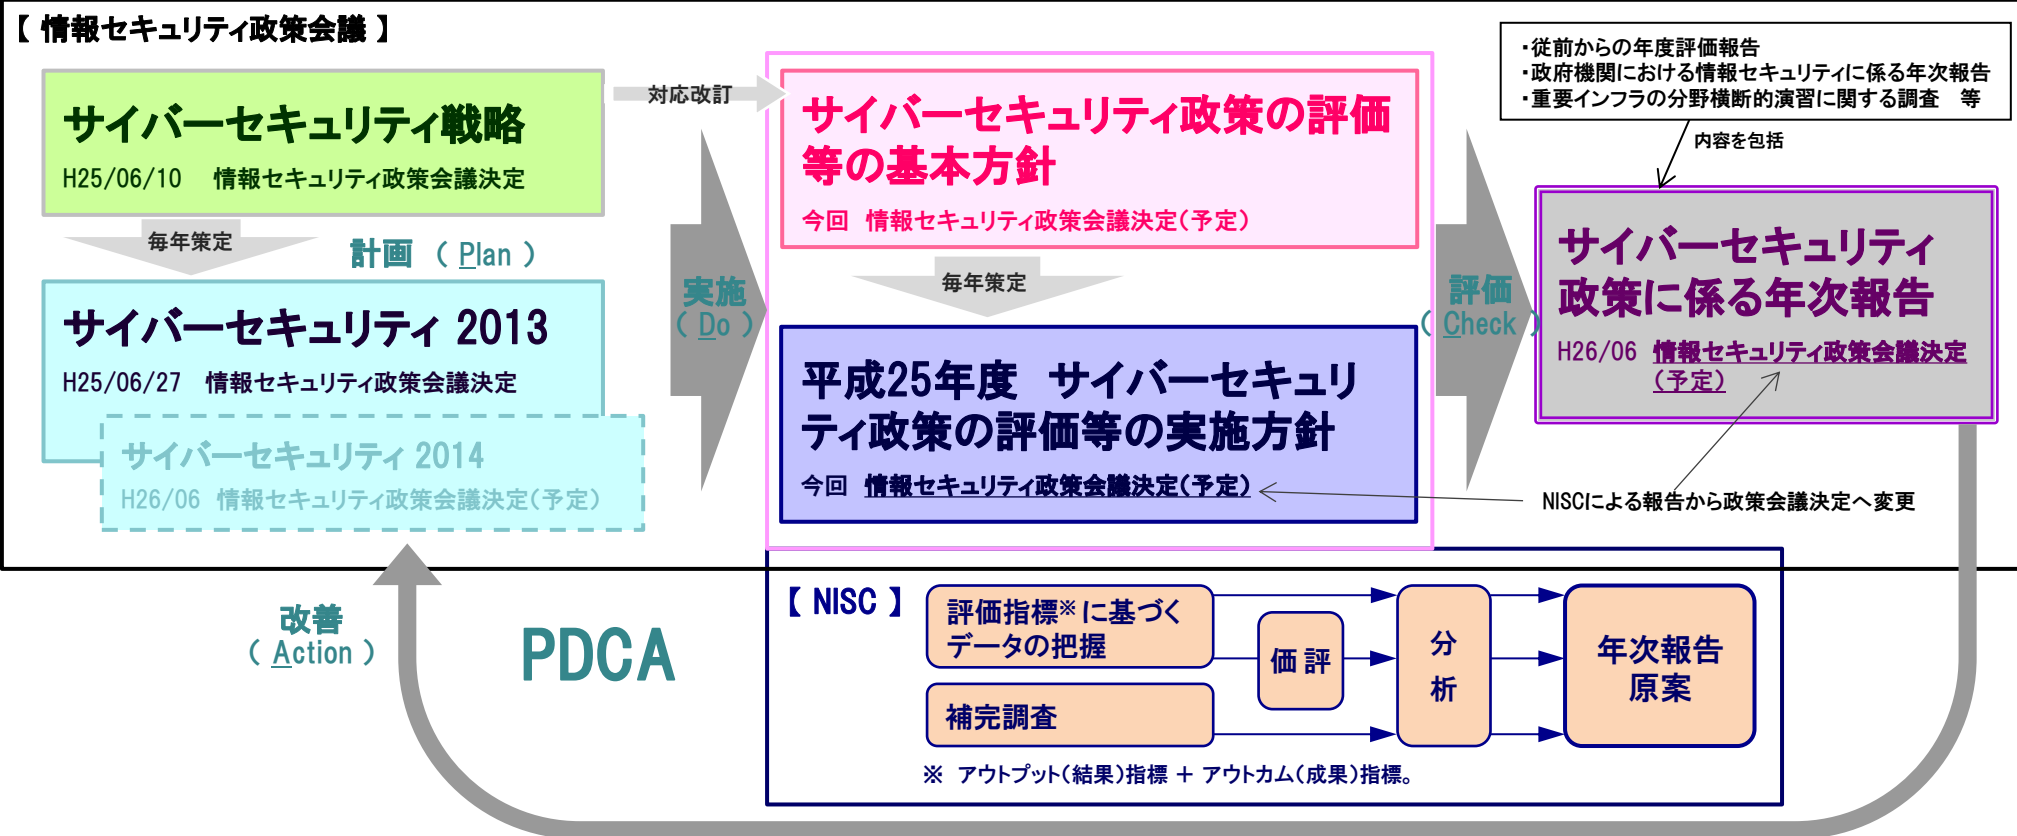 【 情報セキュリティ政策会議 】
サイバーセキュリティ戦略
H25/06/10 情報セキュリティ政策会議決定
毎年策定
計画 ( Plan )
サイバーセキュリティ 2013
H25/06/27 情報セキュリティ政策会議決定
サイバーセキュリティ 2014
H26/06 情報セキュリティ政策会議決定(予定)
対応改訂
実施
( Do )
サイバーセキュリティ政策の評価
等の基本方針
今回 情報セキュリティ政策会議決定(予定)
毎年策定
平成25年度 サイバーセキュリ
ティ政策の評価等の実施方針
今回 情報セキュリティ政策会議決定(予定)
評価
( Check )
・従前からの年度評価報告
・政府機関における情報セキュリティに係る年次報告
・重要インフラの分野横断的演習に関する調査 等
内容を包括
サイバーセキュリティ
政策に係る年次報告
H26/06 情報セキュリティ政策会議決定
(予定)
NISCによる報告から政策会議決定へ変更
改善
( Action )
PDCA
【 NISC 】
評価指標※に基づく
データの把握
補完調査
価 評
分
析
年次報告
原案
※ アウトプット(結果)指標 + アウトカム(成果)指標。